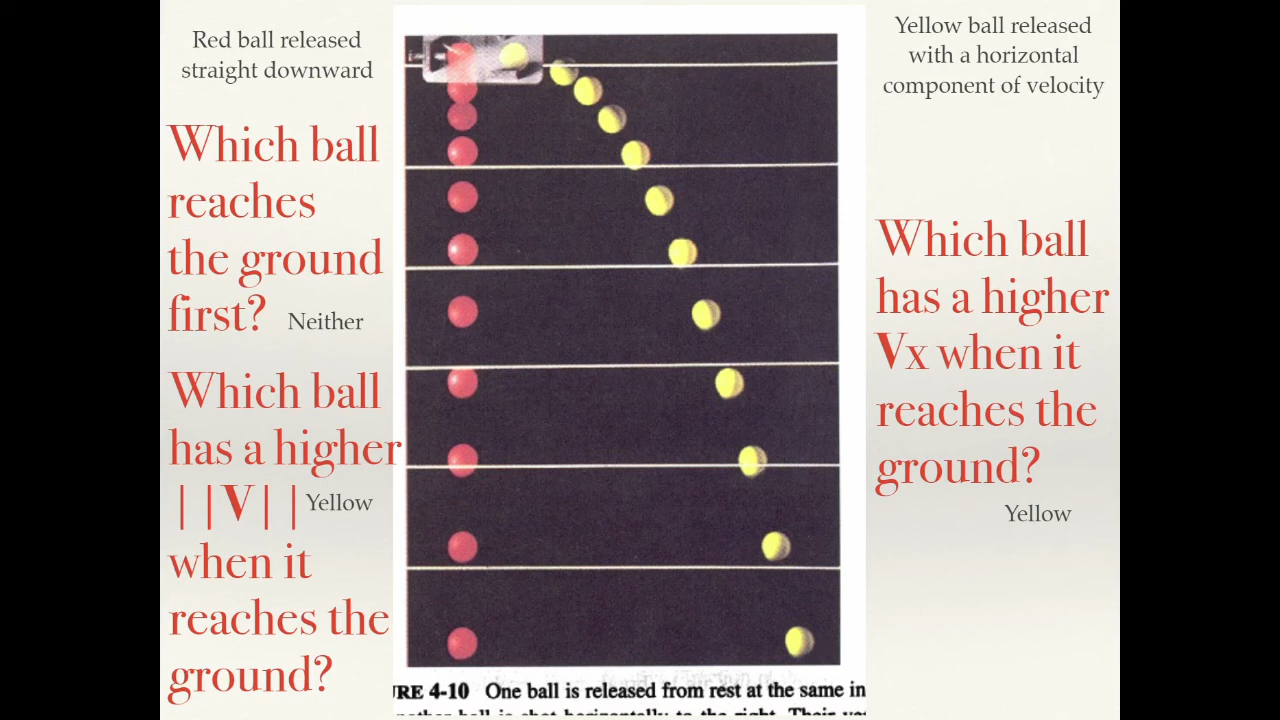 Red ball released
straight downward
Which ball
reaches
the ground
first? Neither
Which ball
has a higher
||V|| Yellow
when it
reaches the
ground?
URE 4-10 One ball is released from rest at the same in
Yellow ball released
with a horizontal
component of velocity
Which ball
has a higher
Vx when it
reaches the
ground?
Yellow